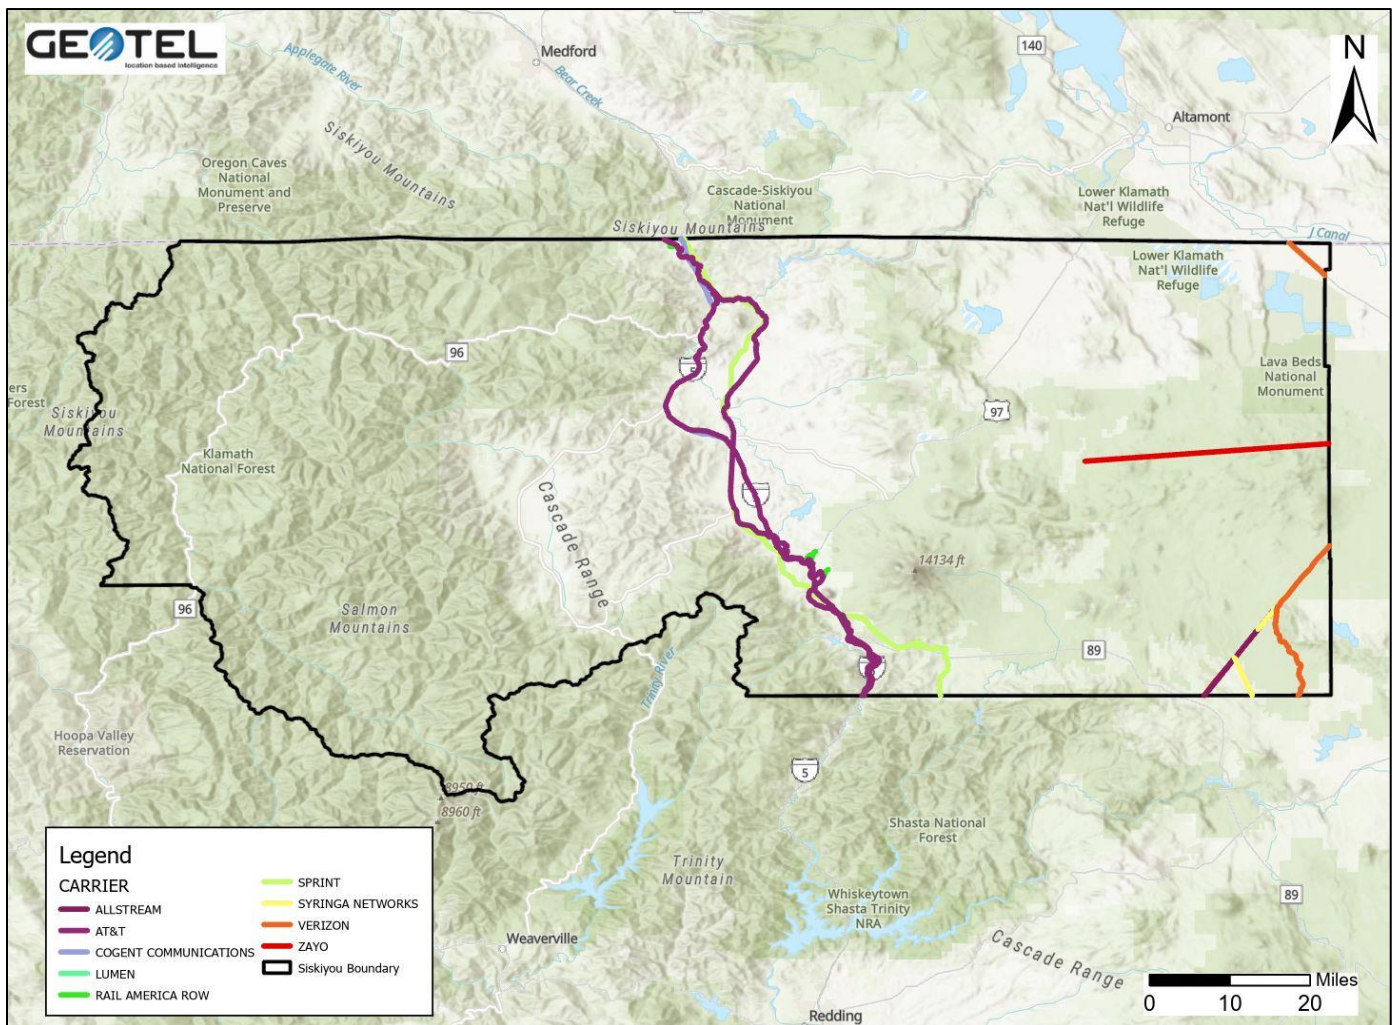 GEOTEL
location based intelligence
Medford
140
N
Applegate River
Bear Creek
Altamont
Siskiyou Mountains
Oregon Caves
National
Monument and
Preserve
Cascade-Siskiyou
National
Monument
Lower Klamath
Nat'l Wildlife
Refuge
Siskiyou Mountains
J Canal
Lower Klamath
Nat'l Wildlife
Refuge
96
5
Lava Beds
National
Monument
ers
Forest
Siskiyou
Mountains
97
Klamath
National Forest
Cascade Range
14134 ft
96
Salmon
Mountains
89
5
Trinity River
Hoopa Valley
Reservation
5
8950 ft
8960 ft
Shasta National
Forest
Trinity
Mountain
Whiskeytown
Shasta Trinity
NRA
89
Weaverville
Cascade Range
Redding
Legend
CARRIER
ALLSTREAM
AT&T
COGENT COMMUNICATIONS
LUMEN
RAIL AMERICA ROW
SPRINT
SYRINGA NETWORKS
VERIZON
ZAYO
Siskiyou Boundary
Miles
0 10 20